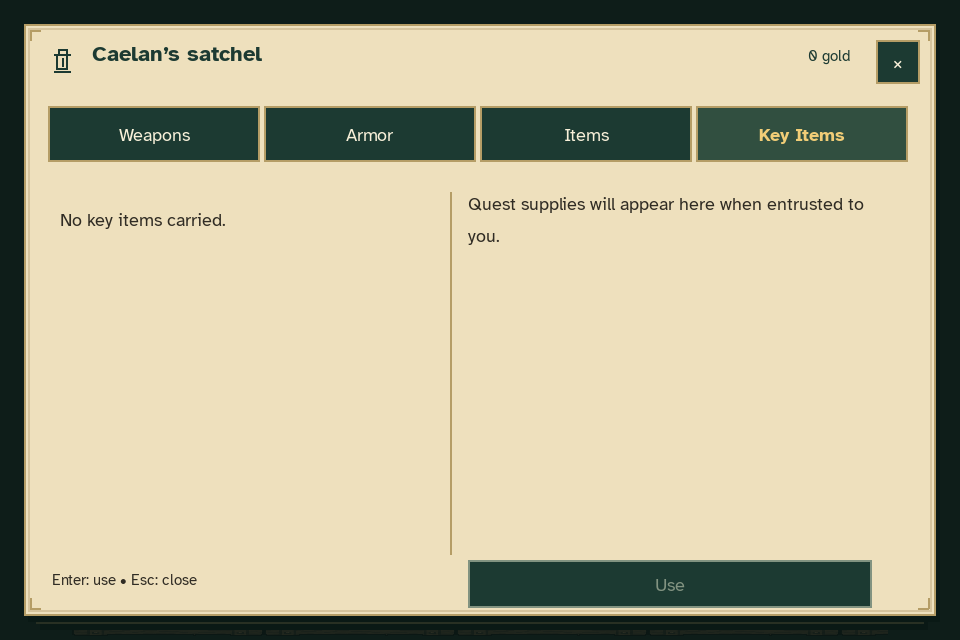 Caelan’s satchel
0 gold
×
Weapons
Armor
Items
Key Items
No key items carried.
Quest supplies will appear here when entrusted to
you.
Enter: use • Esc: close
Use